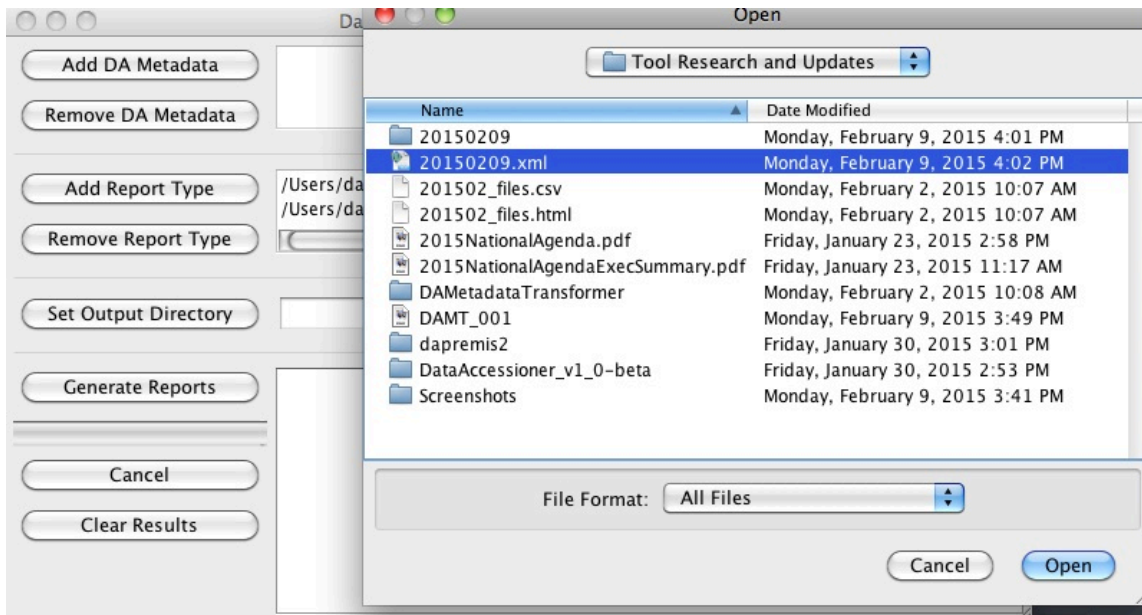 Da
Add DA Metadata
Remove DA Metadata
Add Report Type
/Users/da
/Users/da
Remove Report Type
Set Output Directory
Generate Reports
Cancel
Clear Results
Open
Tool Research and Updates
Name Date Modified
20150209 Monday, February 9, 2015 4:01 PM
20150209.xml Monday, February 9, 2015 4:02 PM
201502_files.csv Monday, February 2, 2015 10:07 AM
201502_files.html Monday, February 2, 2015 10:07 AM
2015NationalAgenda.pdf Friday, January 23, 2015 2:58 PM
2015NationalAgendaExecSummary.pdf Friday, January 23, 2015 11:17 AM
DAMetadataTransformer Monday, February 2, 2015 10:08 AM
DAMT_001 Monday, February 9, 2015 3:49 PM
dapremis2 Friday, January 30, 2015 3:01 PM
DataAccessioner_v1_0-beta Friday, January 30, 2015 2:53 PM
Screenshots Monday, February 9, 2015 3:41 PM
File Format: All Files
Cancel Open